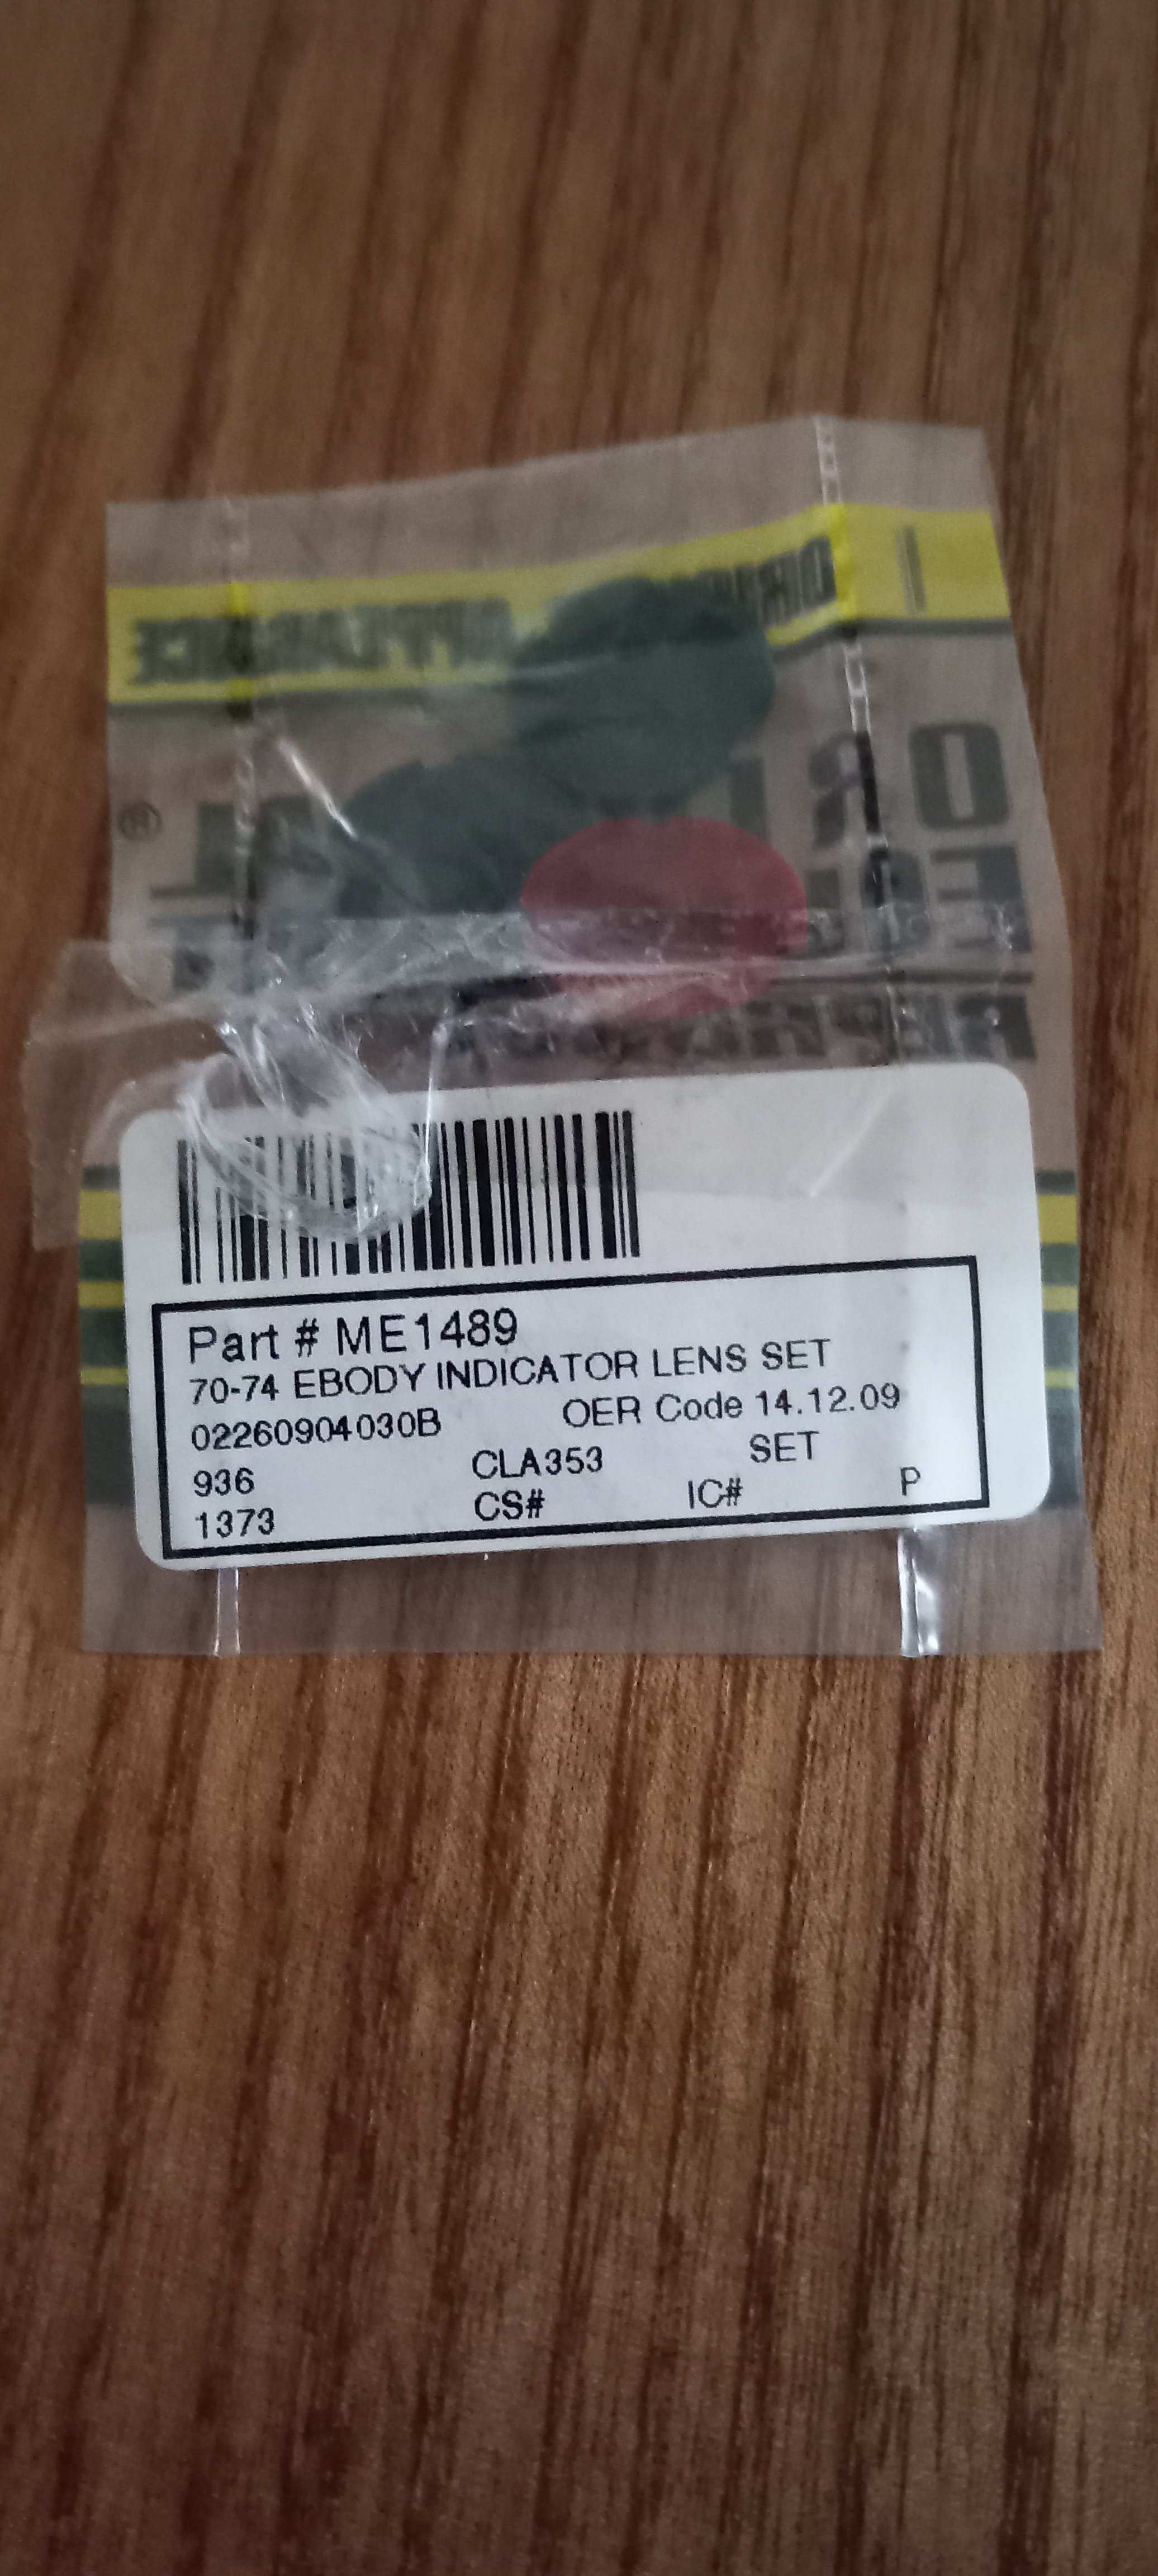 ORIGINAL
®
Part # ME1489
70-74 EBODY INDICATOR LENS SET
02260904030B OER Code 14.12.09
936 CLA353 SET
1373 CS# IC# P